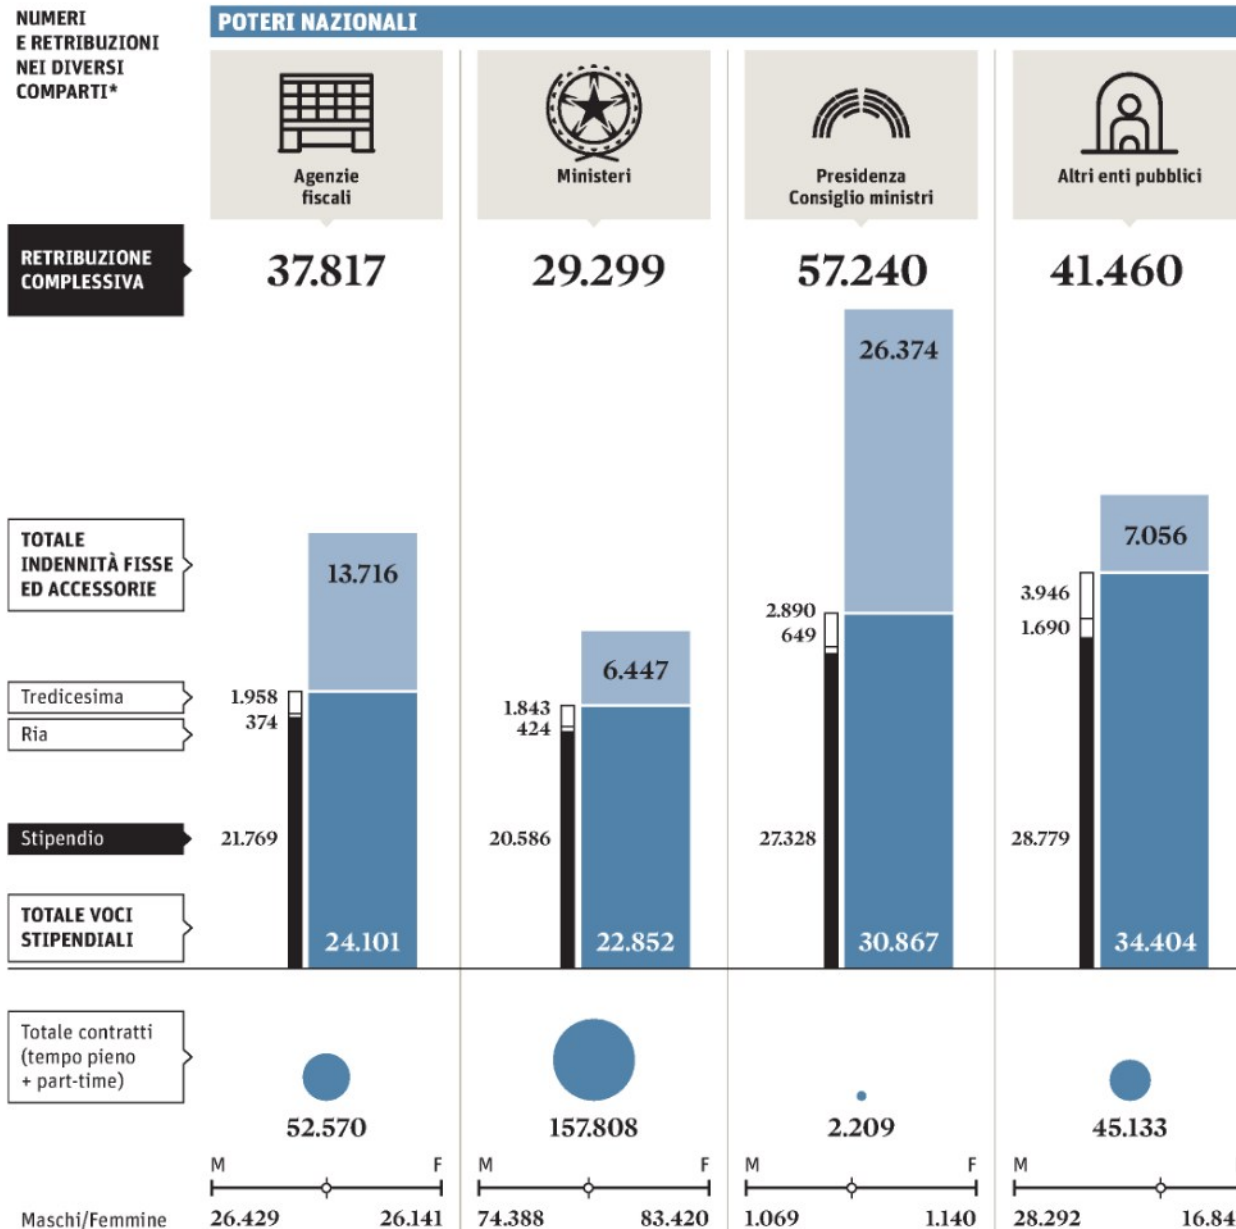 NUMERI
E RETRIBUZIONI
NEI DIVERSI
COMPARTI*
POTERI NAZIONALI
Agenzie
fiscali
Ministeri
Presidenza
Consiglio ministri
Altri enti pubblici
RETRIBUZIONE
COMPLESSIVA
37.817
29.299
57.240
41.460
TOTALE
INDENNITÀ FISSE
ED ACCESSORIE
13.716
6.447
26.374
7.056
Tredicesima
1.958
1.843
2.890
3.946
Ria
374
424
649
1.690
Stipendio
21.769
20.586
27.328
28.779
TOTALE VOCI
STIPENDIALI
24.101
22.852
30.867
34.404
Totale contratti
(tempo pieno
+ part-time)
52.570
157.808
2.209
45.133
M F
M F
M F
M
Maschi/Femmine
26.429 26.141
74.388 83.420
1.069 1.140
28.292